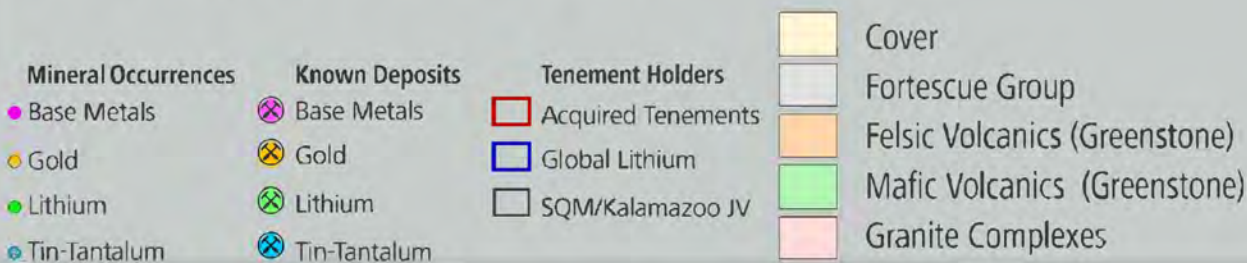 Mineral Occurrences
Base Metals
Gold
Lithium
Tin-Tantalum
Known Deposits
Base Metals
Gold
Lithium
Tin-Tantalum
Tenement Holders
Acquired Tenements
Global Lithium
SQM/Kalamazoo JV
Cover
Fortescue Group
Felsic Volcanics (Greenstone)
Mafic Volcanics (Greenstone)
Granite Complexes